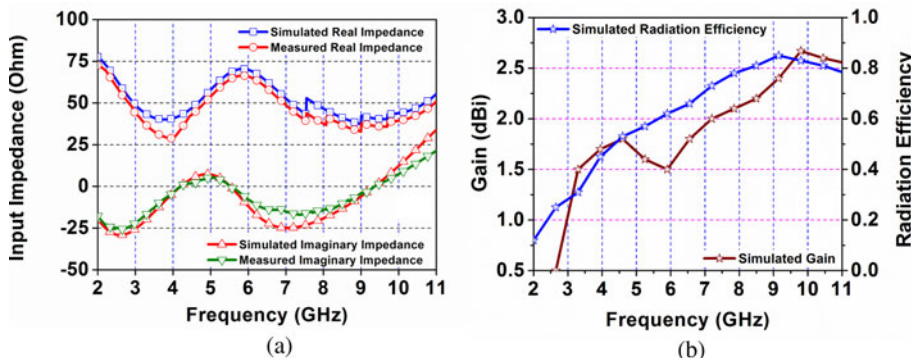 Input Impedance (Ohm)
100
75
50
25
0
-25
-50
Simulated Real Impedance
Measured Real Impedance
Simulated Imaginary Impedance
Measured Imaginary Impedance
2 3 4 5 6 7 8 9 10 11
Frequency (GHz)
(a)
Gain (dBi)
3.0
2.5
2.0
1.5
1.0
0.5
Simulated Radiation Efficiency
Simulated Gain
1.0
0.8
0.6
0.4
0.2
0.0
Radiation Efficiency
2 3 4 5 6 7 8 9 10 11
Frequency (GHz)
(b)